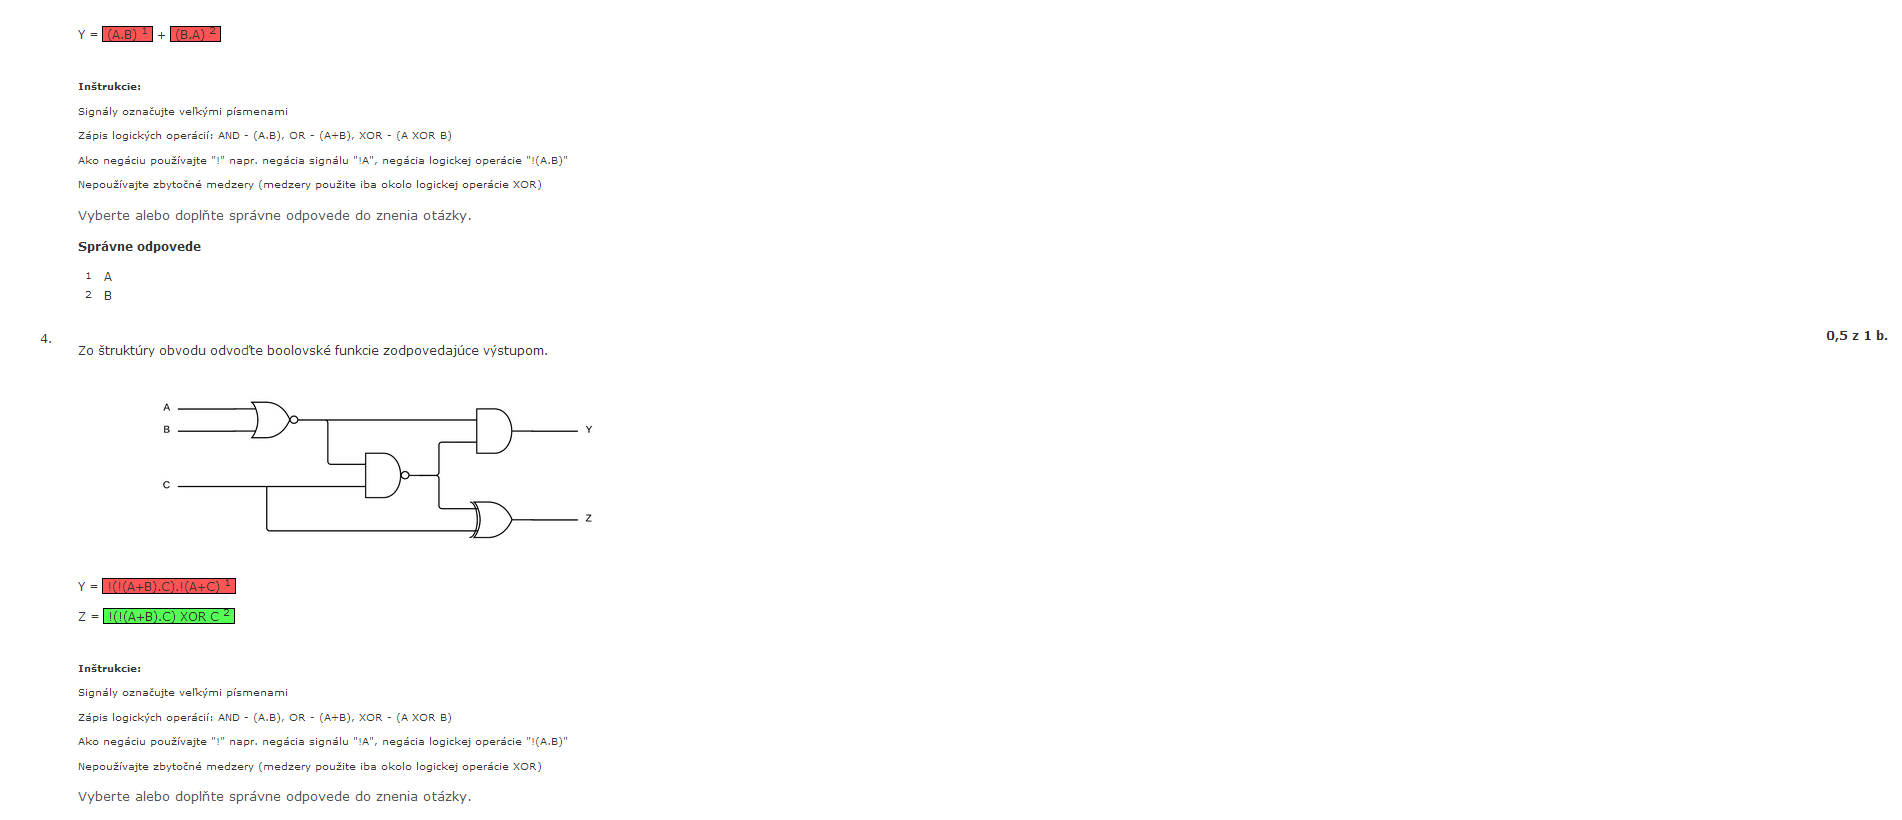 Y = (A.B) 1 + (B.A) 2
Inštrukcie:
Signály označujte veľkými písmenami
Zápis logických operácií: AND - (A.B), OR - (A+B), XOR - (A XOR B)
Ako negáciu používajte "!" napr. negácia signálu "!A", negácia logickej operácie "!(A.B)"
Nepoužívajte zbytočné medzery (medzery použite iba okolo logickej operácie XOR)
Vyberte alebo doplňte správne odpovede do znenia otázky.
Správne odpovede
1 A
2 B
4. 0,5 z 1 b.
Zo štruktúry obvodu odvoďte boolovské funkcie zodpovedajúce výstupom.
A
B
Y
C
Z
Y = !(!(A+B).C).!(A+C) 1
Z = !(!(A+B).C) XOR C 2
Inštrukcie:
Signály označujte veľkými písmenami
Zápis logických operácií: AND - (A.B), OR - (A+B), XOR - (A XOR B)
Ako negáciu používajte "!" napr. negácia signálu "!A", negácia logickej operácie "!(A.B)"
Nepoužívajte zbytočné medzery (medzery použite iba okolo logickej operácie XOR)
Vyberte alebo doplňte správne odpovede do znenia otázky.